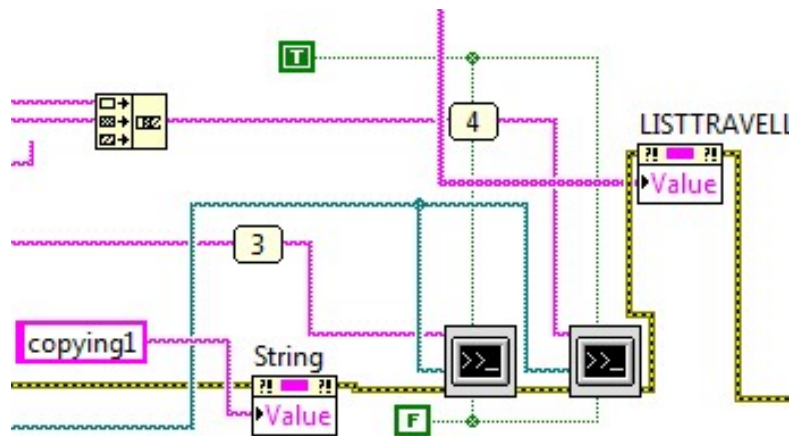 T
4
LISTTRAVELL
?! ?!
Value
3
copying1
String
?! ?!
Value
>>_
>>_
F